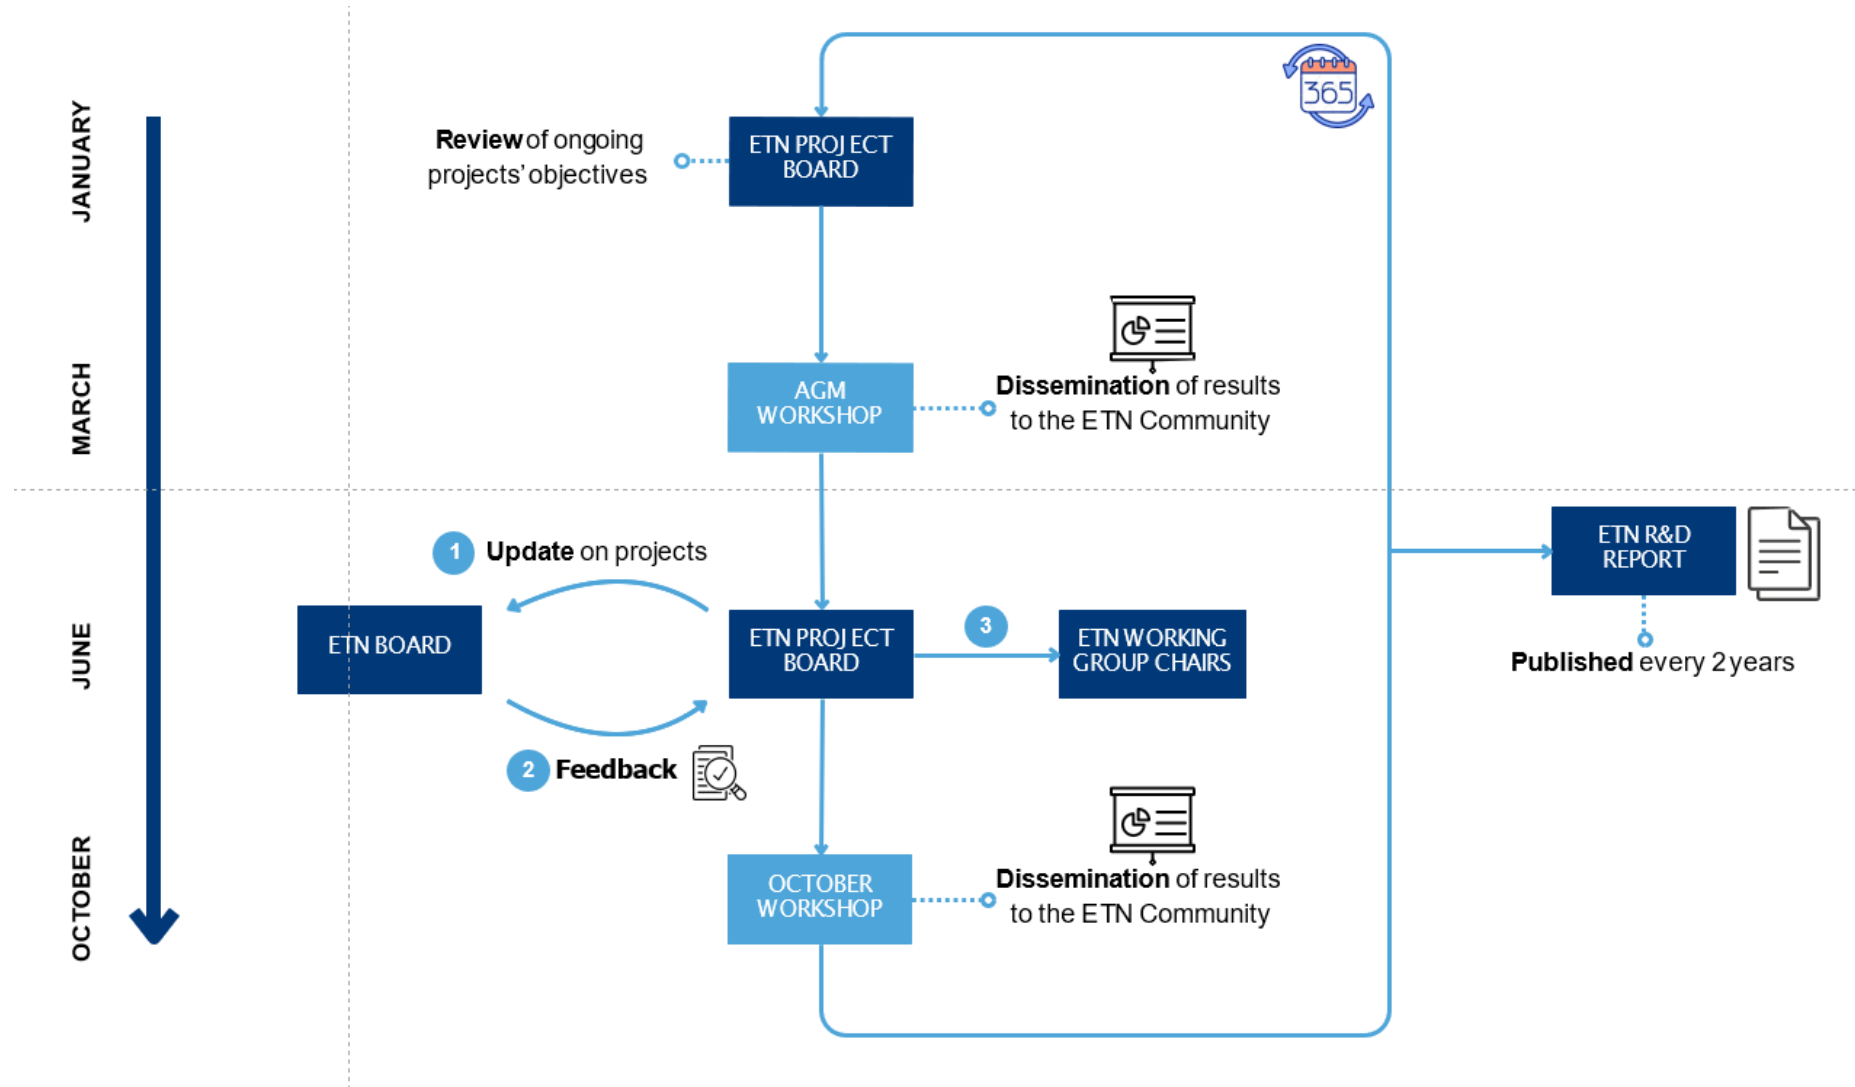 JANUARY
MARCH
JUNE
OCTOBER
365
Review of ongoing
projects' objectives
ETN PROJECT
BOARD
AGM
WORKSHOP
Dissemination of results
to the ETN Community
1 Update on projects
ETN BOARD
2 Feedback
ETN PROJECT
BOARD
3
ETN WORKING
GROUP CHAIRS
ETN R&D
REPORT
Published every 2 years
OCTOBER
WORKSHOP
Dissemination of results
to the ETN Community